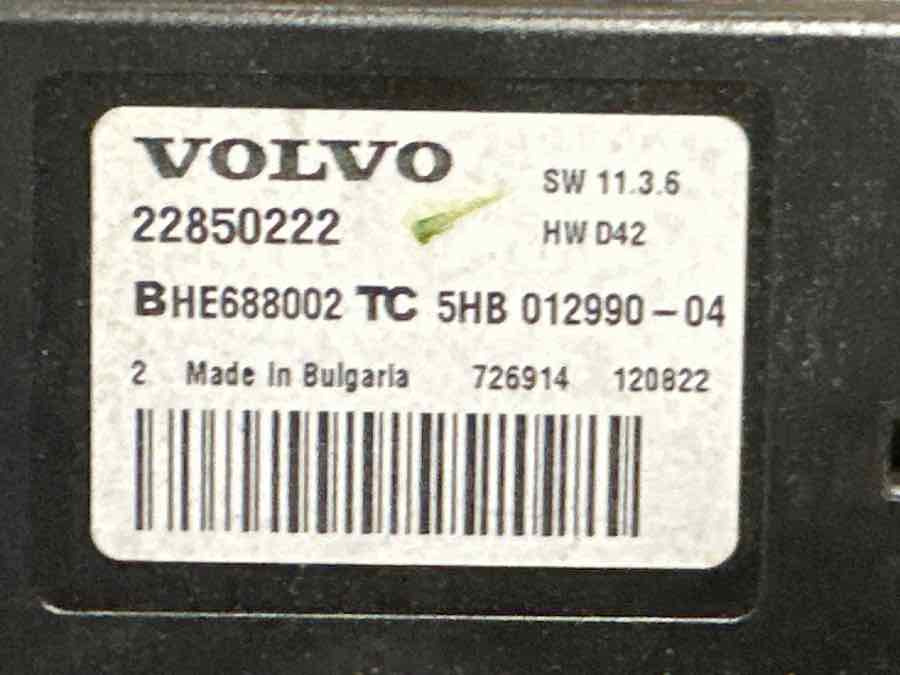 VOLVO
SW 11.3.6
22850222
HW D42
BHE688002 TC 5HB 012990-04
2 Made in Bulgaria 726914 120822